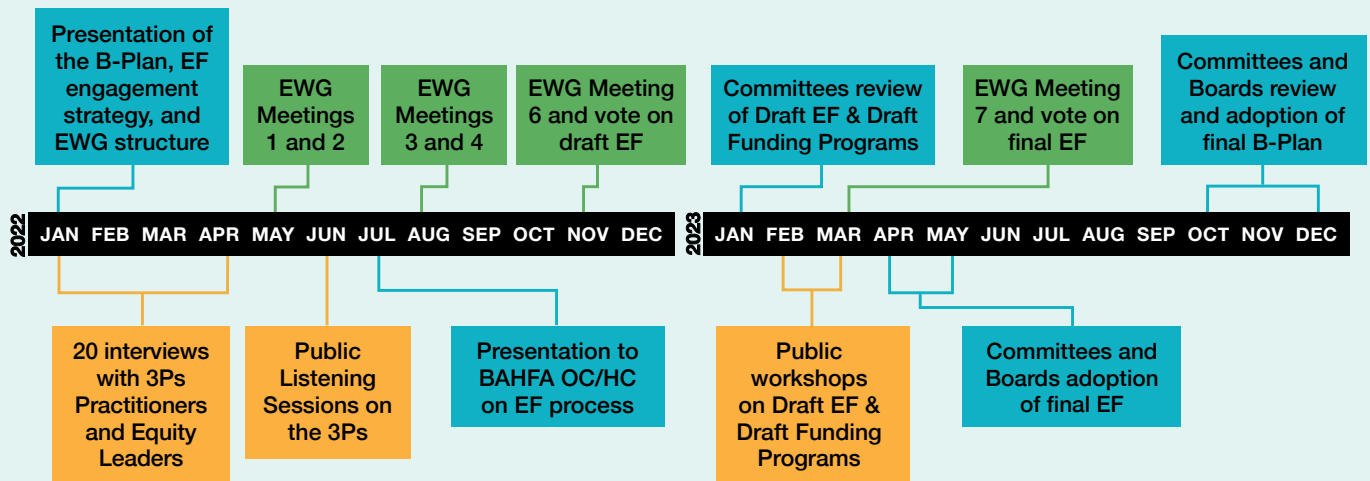 Presentation of
the B-Plan, EF
engagement
strategy, and
EWG structure
EWG
Meetings
1 and 2
EWG
Meetings
3 and 4
EWG Meeting
6 and vote on
draft EF
Committees review
of Draft EF & Draft
Funding Programs
EWG Meeting
7 and vote on
final EF
Committees and
Boards review
and adoption of
final B-Plan
2022
JAN FEB MAR APR MAY JUN JUL AUG SEP OCT NOV DEC
2023
JAN FEB MAR APR MAY JUN JUL AUG SEP OCT NOV DEC
20 interviews
with 3Ps
Practitioners
and Equity
Leaders
Public
Listening
Sessions on
the 3Ps
Presentation to
BAHFA OC/HC
on EF process
Public
workshops
on Draft EF &
Draft Funding
Programs
Committees and
Boards adoption
of final EF